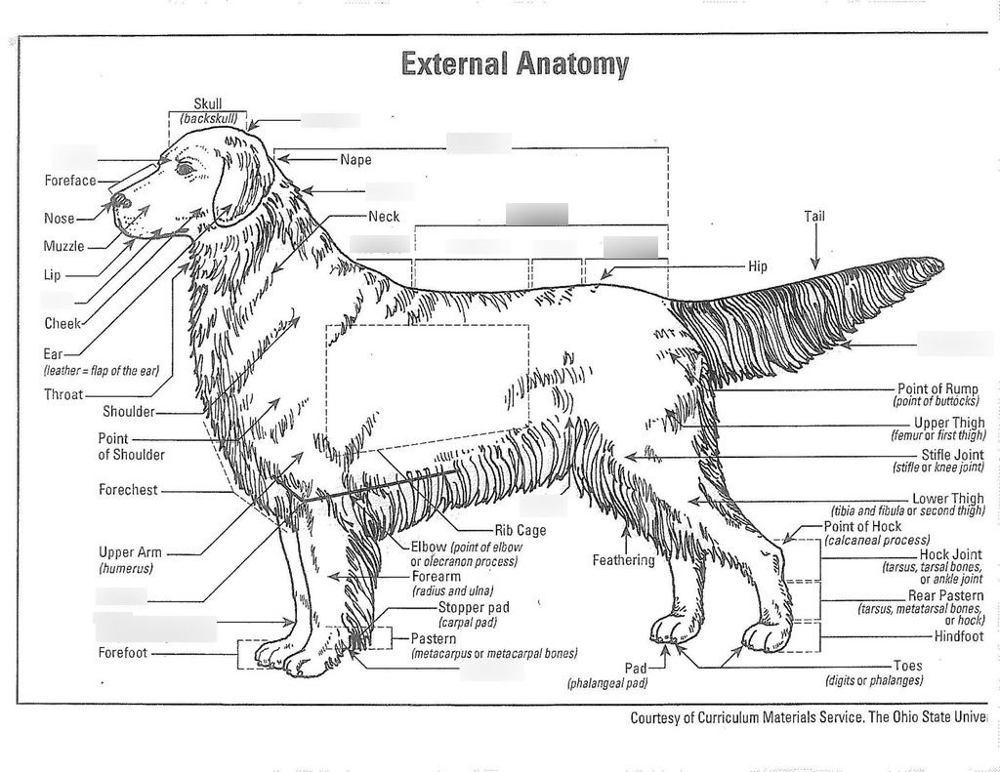 External Anatomy
Skull
(backskull)
Nape
Foreface
Neck
Nose
Tail
Muzzle
Hip
Lip
Cheek
Ear
(leather = flap of the ear)
Throat
Point of Rump
(point of buttocks)
Shoulder
Upper Thigh
(femur or first thigh)
Point
of Shoulder
Stifle Joint
(stifle or knee joint)
Forechest
Lower Thigh
(tibia and fibula or second thigh)
Point of Hock
(calcaneal process)
Rib Cage
Upper Arm
(humerus)
Elbow (point of elbow
or olecranon process)
Feathering
Hock Joint
(tarsus, tarsal bones,
or ankle joint
Forearm
(radius and ulna)
Rear Pastern
(tarsus, metatarsal bones,
or hock)
Stopper pad
(carpal pad)
Hindfoot
Pastern
(metacarpus or metacarpal bones)
Forefoot
Pad
(phalangeal pad)
Toes
(digits or phalanges)
Courtesy of Curriculum Materials Service. The Ohio State Unive